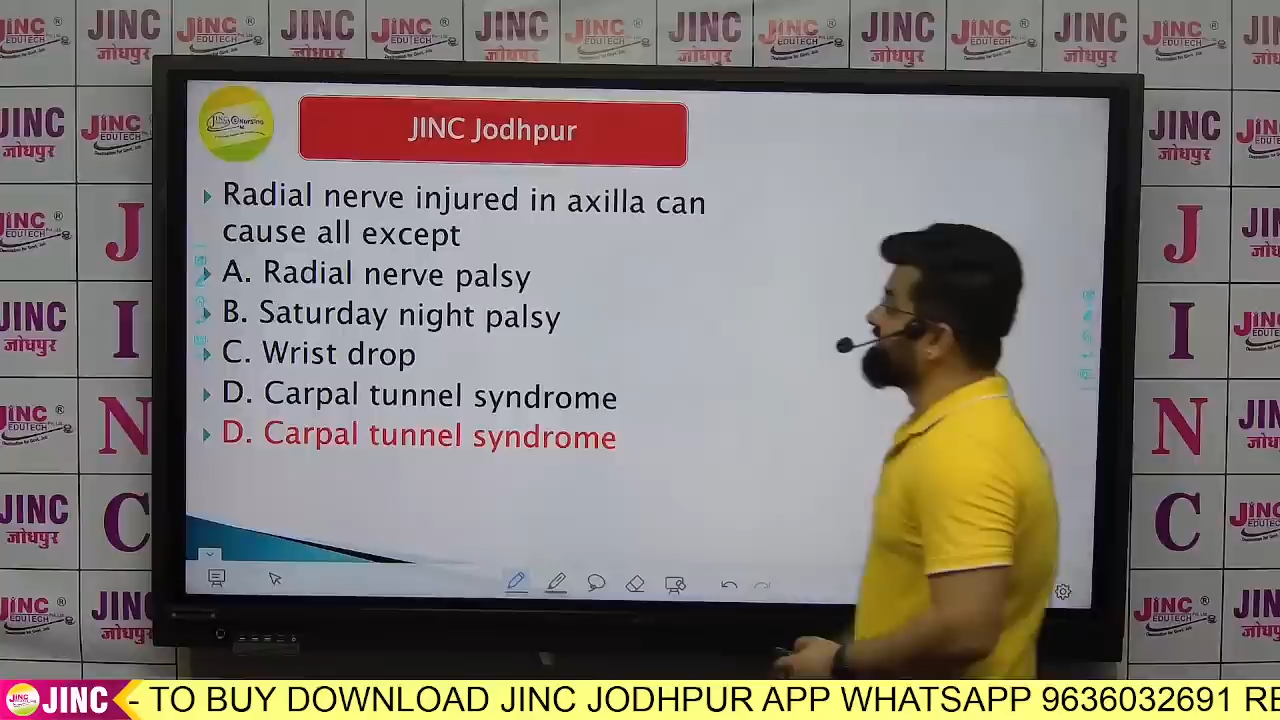 JINC Jodhpur
Radial nerve injured in axilla can
cause all except
A. Radial nerve palsy
B. Saturday night palsy
C. Wrist drop
D. Carpal tunnel syndrome
D. Carpal tunnel syndrome
JINC
जोधपुर
JINC
EDUTECH
J
I
N
C
J
I
N
C
JINC - TO BUY DOWNLOAD JINC JODHPUR APP WHATSAPP 9636032691 RE